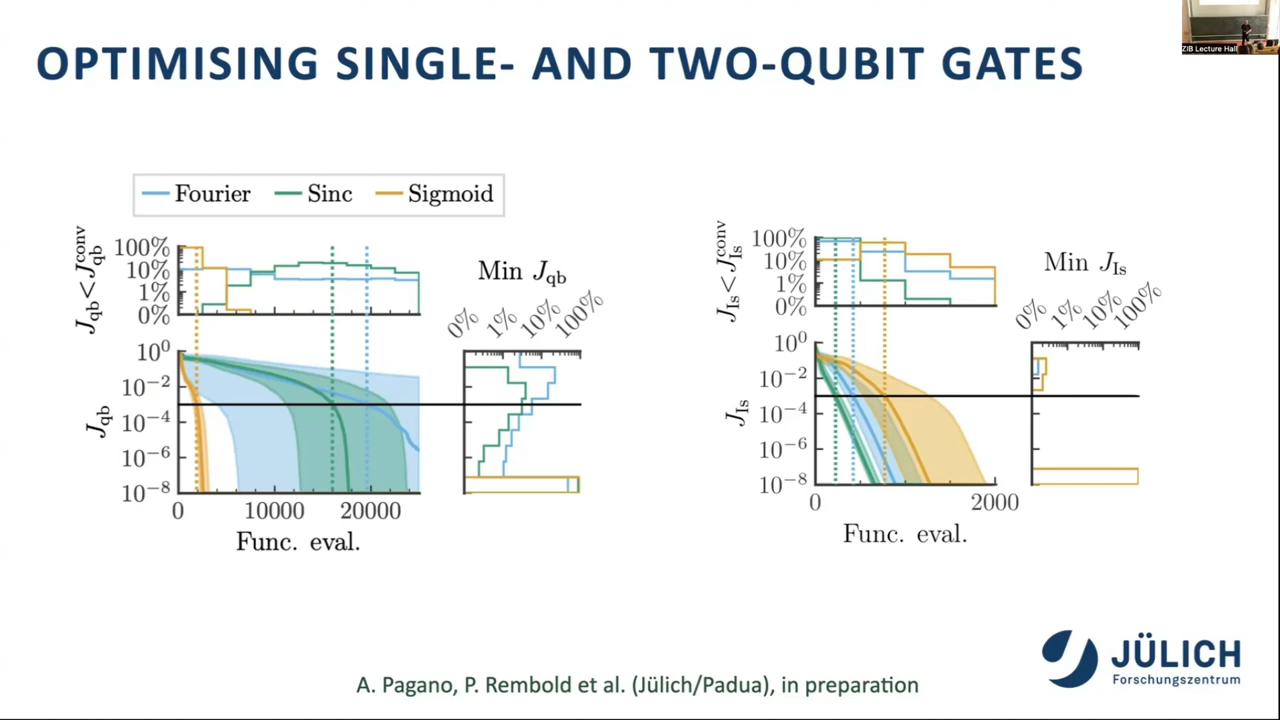 OPTIMISING SINGLE- AND TWO-QUBIT GATES
ZIB Lecture Hall
Fourier Sinc Sigmoid
J_qb < J_qb^conv
100%
10%
1%
0%
Min J_qb
0% 1% 10% 100%
J_qb
10^0
10^−2
10^−4
10^−6
10^−8
0 10000 20000
Func. eval.
J_Is < J_Is^conv
100%
10%
1%
0%
Min J_Is
0% 1% 10% 100%
J_Is
10^0
10^−2
10^−4
10^−6
10^−8
0 2000
Func. eval.
JÜLICH
Forschungszentrum
A. Pagano, P. Rembold et al. (Jülich/Padua), in preparation